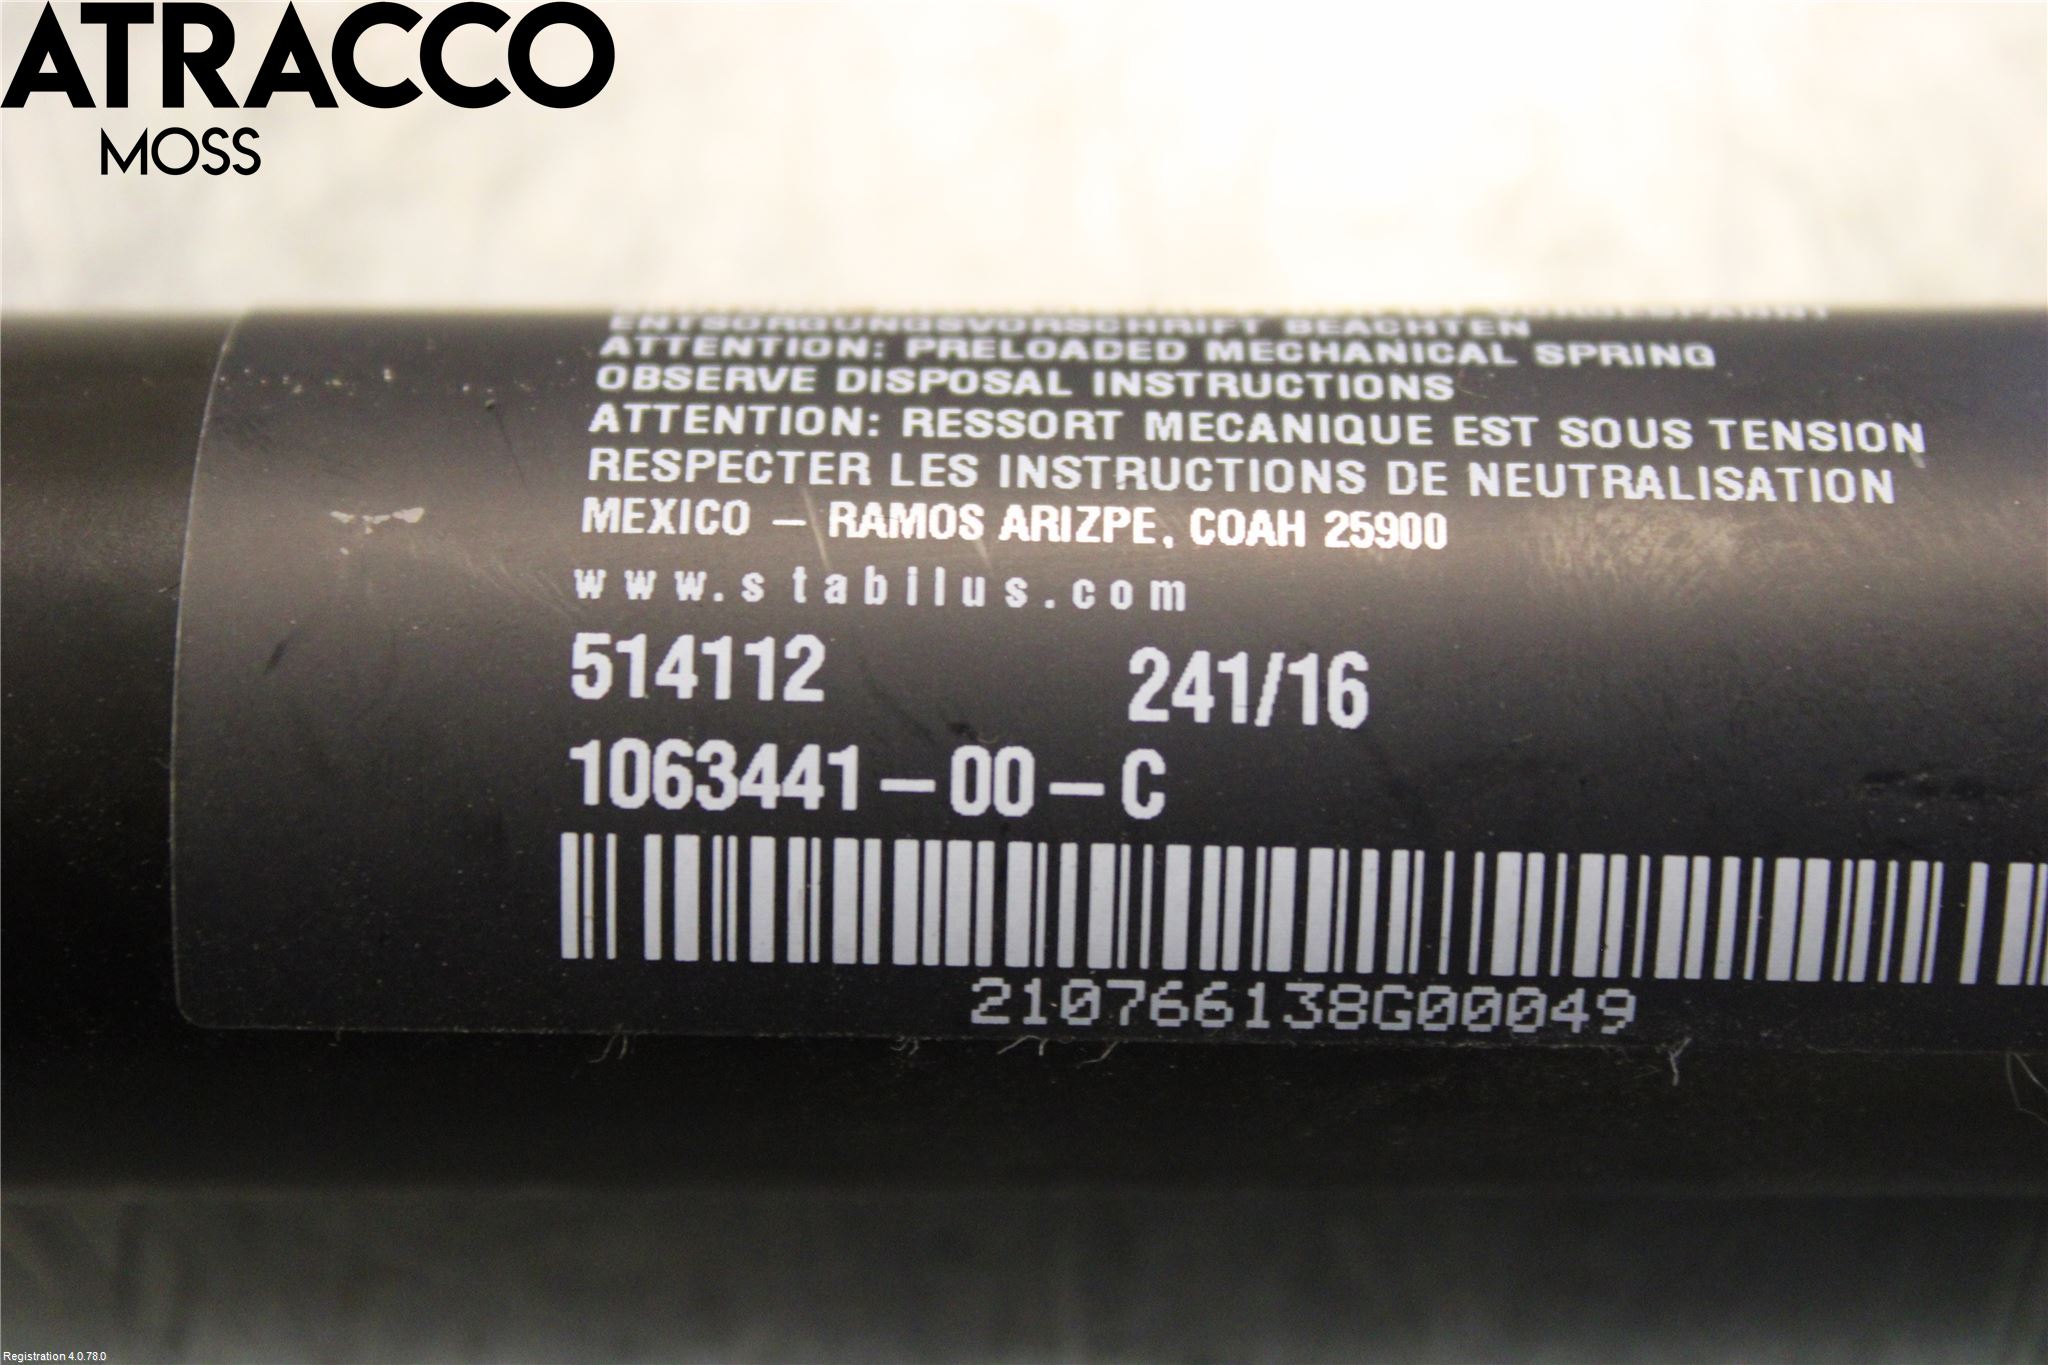 ATRACCO
MOSS
ENTSORGUNGSVORSCHRIFT BEACHTEN
ATTENTION: PRELOADED MECHANICAL SPRING
OBSERVE DISPOSAL INSTRUCTIONS
ATTENTION: RESSORT MECANIQUE EST SOUS TENSION
RESPECTER LES INSTRUCTIONS DE NEUTRALISATION
MEXICO – RAMOS ARIZPE, COAH 25900
www.stabilus.com
514112 241/16
1063441-00-C
210766138G00049
Registration 4.0.78.0